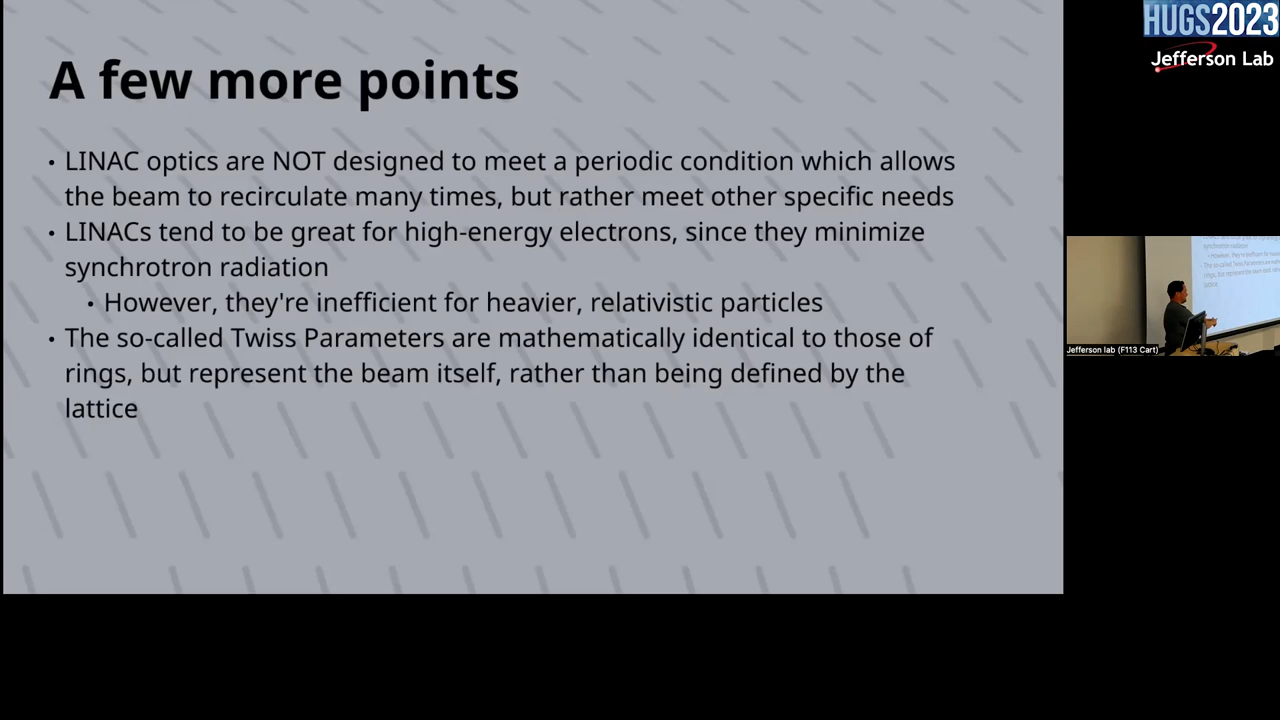 A few more points
• LINAC optics are NOT designed to meet a periodic condition which allows
the beam to recirculate many times, but rather meet other specific needs
• LINACs tend to be great for high-energy electrons, since they minimize
synchrotron radiation
• However, they're inefficient for heavier, relativistic particles
• The so-called Twiss Parameters are mathematically identical to those of
rings, but represent the beam itself, rather than being defined by the
lattice
HUGS2023
Jefferson Lab
Jefferson lab (F113 Cart)